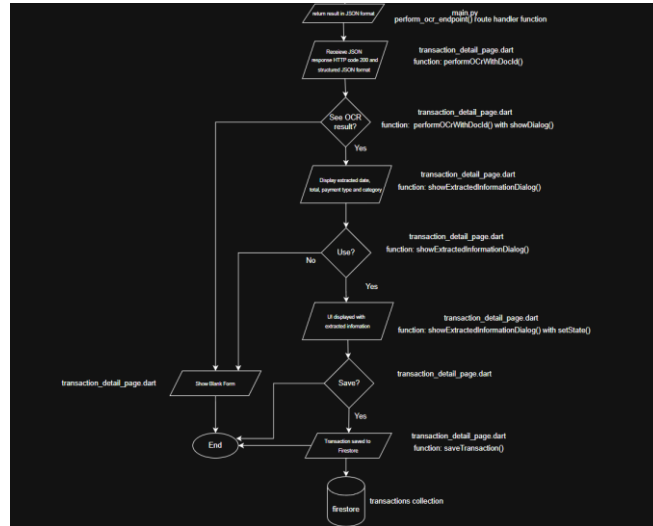 return result in JSON format
main.py
perform_ocr_endpoint() route handler function
Receieve JSON
response HTTP code 200 and
structured JSON format
transaction_detail_page.dart
function: performOCrWithDocId()
See OCR
result?
transaction_detail_page.dart
function: performOCrWithDocId() with showDialog()
Yes
Display extracted date,
total, payment type and category
transaction_detail_page.dart
function: showExtractedInformationDialog()
Use?
transaction_detail_page.dart
function: showExtractedInformationDialog()
No
Yes
UI displayed with
extracted infomation
transaction_detail_page.dart
function: showExtractedInformationDialog() with setState()
transaction_detail_page.dart
Show Blank Form
Save?
transaction_detail_page.dart
Yes
End
Transaction saved to
Firestore
transaction_detail_page.dart
function: saveTransaction()
firestore
transactions collection